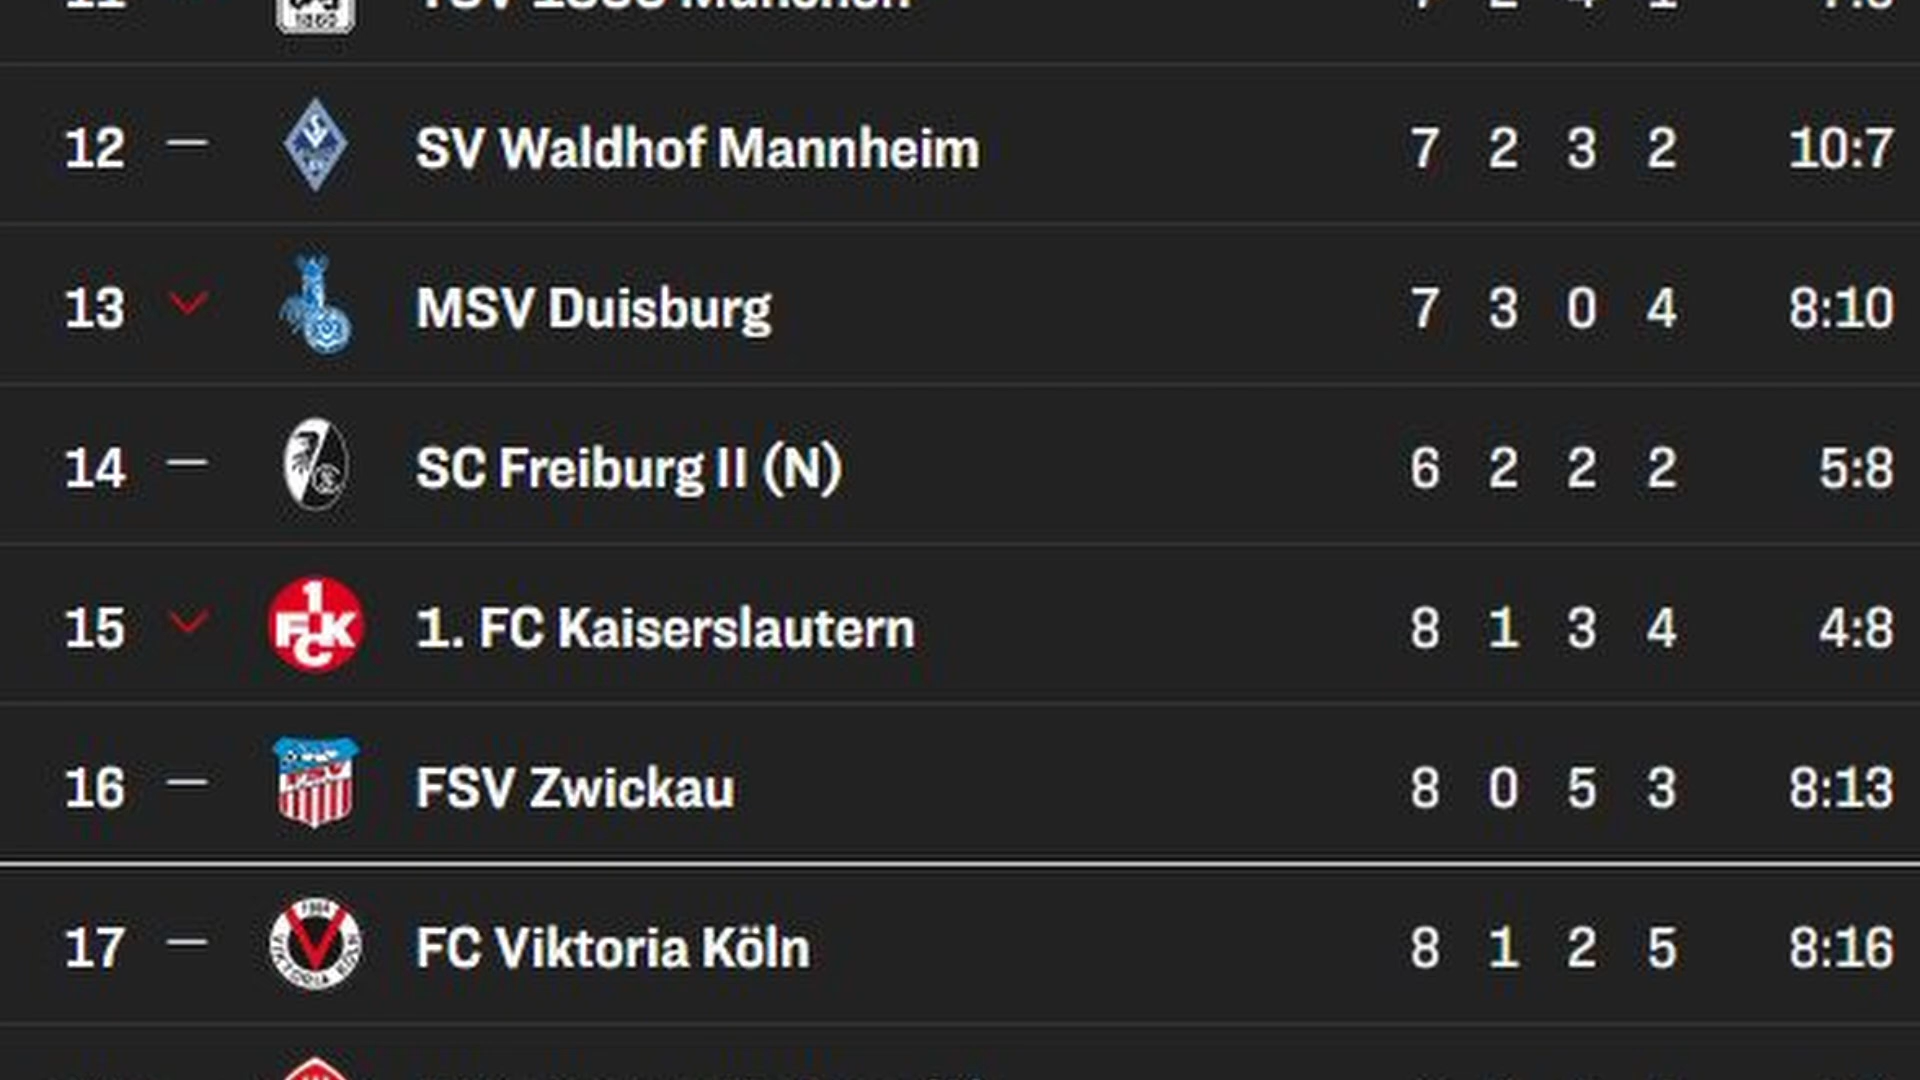 12 — SV Waldhof Mannheim 7 2 3 2 10:7
13 MSV Duisburg 7 3 0 4 8:10
14 — SC Freiburg II (N) 6 2 2 2 5:8
15 1. FC Kaiserslautern 8 1 3 4 4:8
16 — FSV Zwickau 8 0 5 3 8:13
17 — FC Viktoria Köln 8 1 2 5 8:16